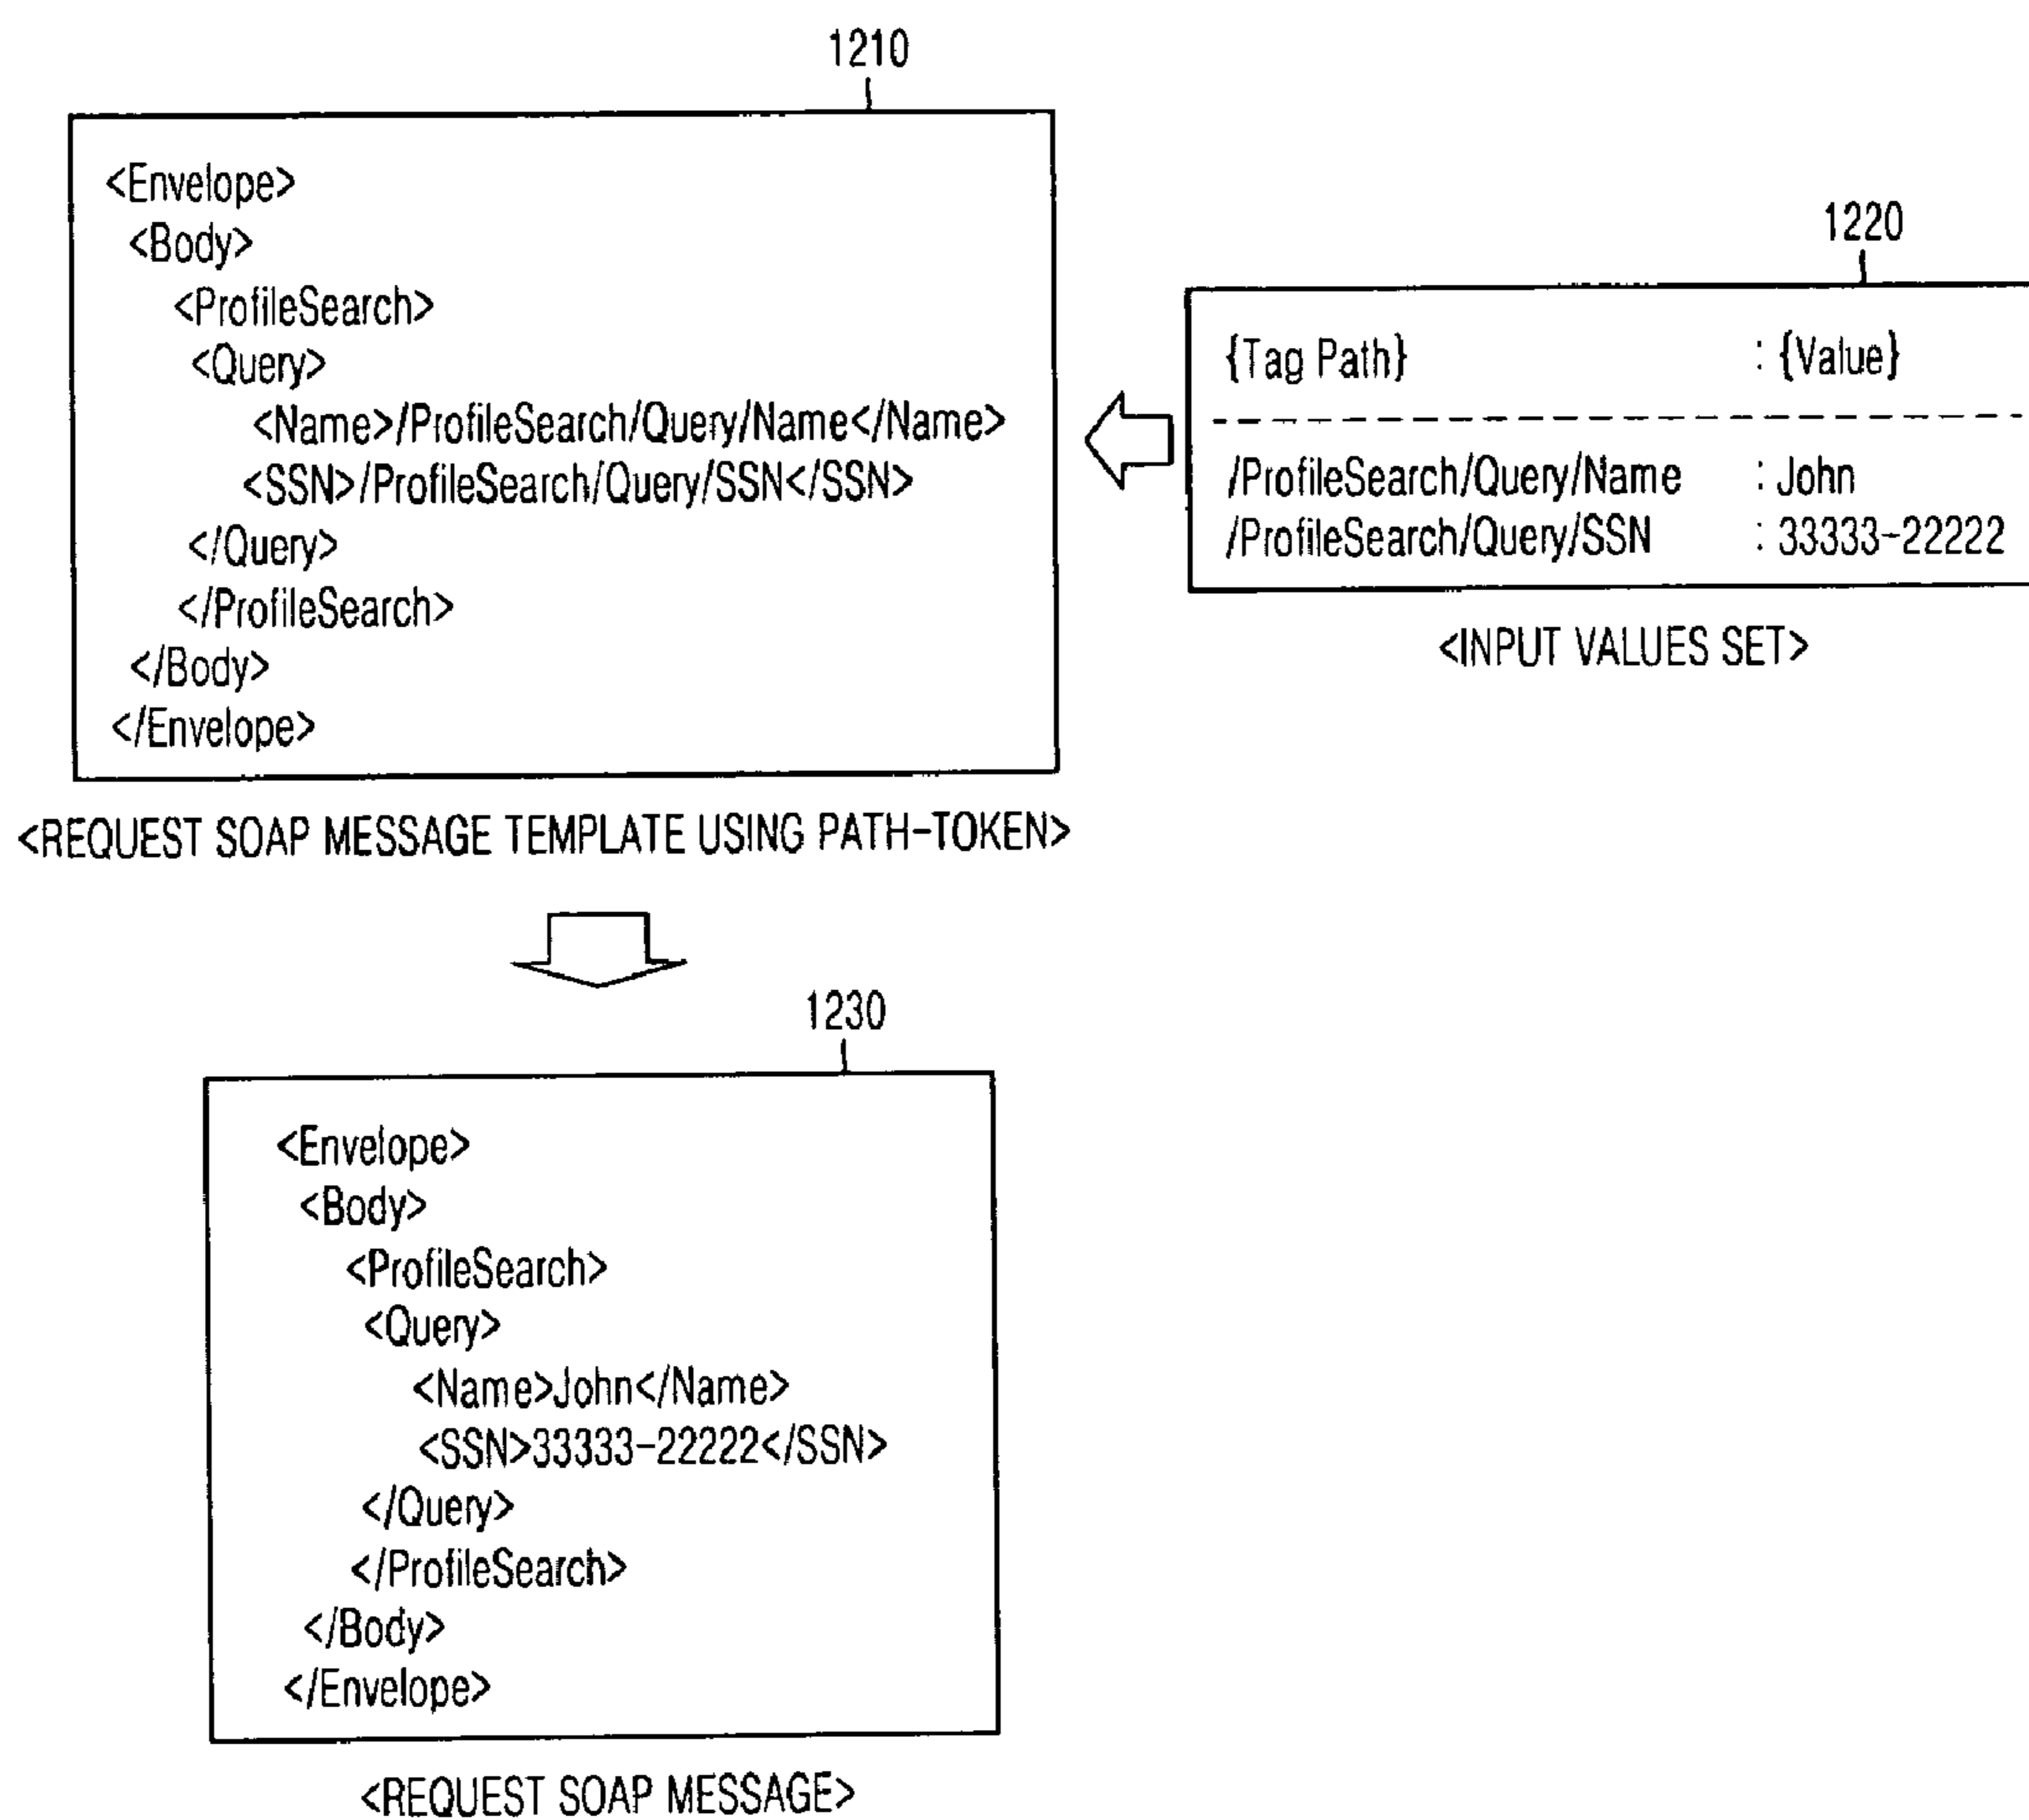 1210
<Envelope>
<Body>
<ProfileSearch>
<Query>
<Name>/ProfileSearch/Query/Name</Name>
<SSN>/ProfileSearch/Query/SSN</SSN>
</Query>
</ProfileSearch>
</Body>
</Envelope>
<REQUEST SOAP MESSAGE TEMPLATE USING PATH-TOKEN>
1220
{Tag Path} : {Value}
/ProfileSearch/Query/Name : John
/ProfileSearch/Query/SSN : 33333-22222
<INPUT VALUES SET>
1230
<Envelope>
<Body>
<ProfileSearch>
<Query>
<Name>John</Name>
<SSN>33333-22222</SSN>
</Query>
</ProfileSearch>
</Body>
</Envelope>
<REQUEST SOAP MESSAGE>